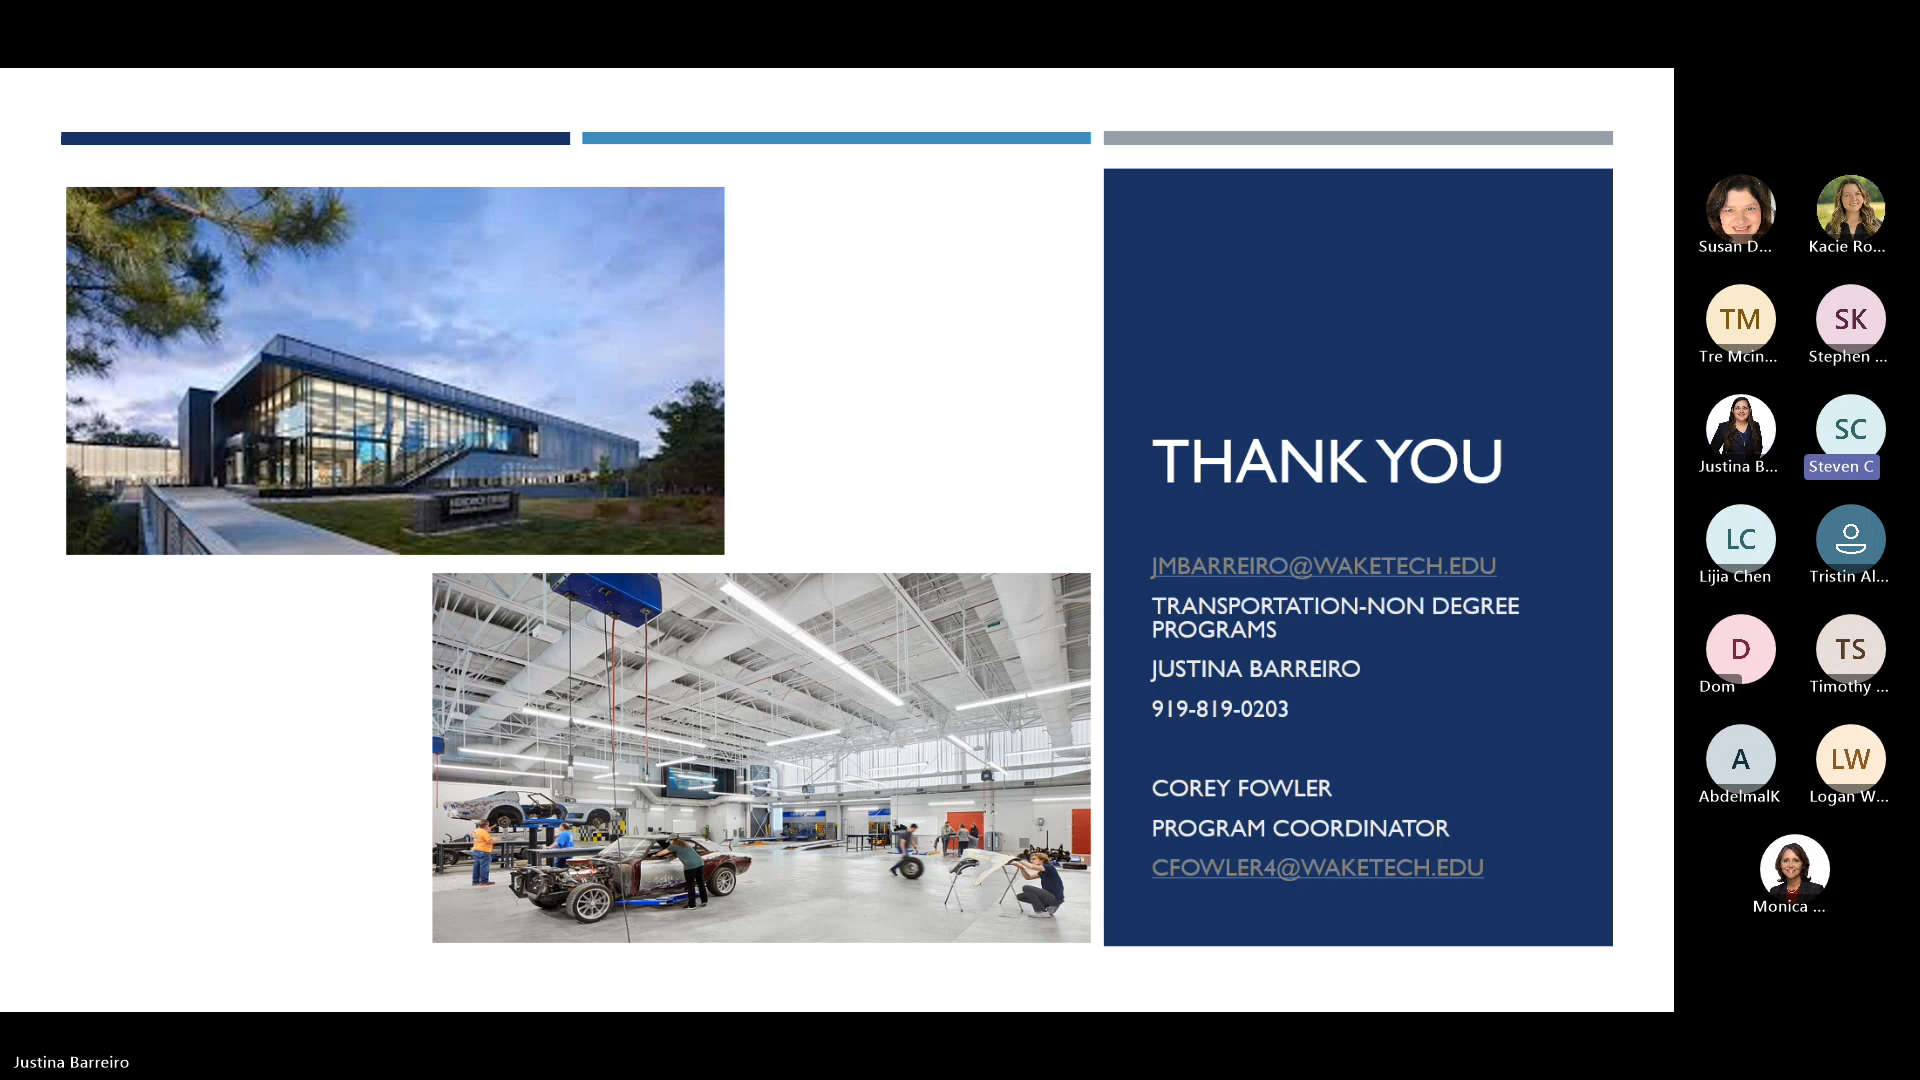 THANK YOU
JMBARREIRO@WAKETECH.EDU
TRANSPORTATION-NON DEGREE
PROGRAMS
JUSTINA BARREIRO
919-819-0203
COREY FOWLER
PROGRAM COORDINATOR
CFOWLER4@WAKETECH.EDU
Susan D...
Kacie Ro...
TM
Tre Mcin...
SK
Stephen ...
Justina B...
SC
Steven C
LC
Lijia Chen
Tristin Al...
D
Dom
TS
Timothy ...
A
AbdelmalK
LW
Logan W...
Monica ...
Justina Barreiro